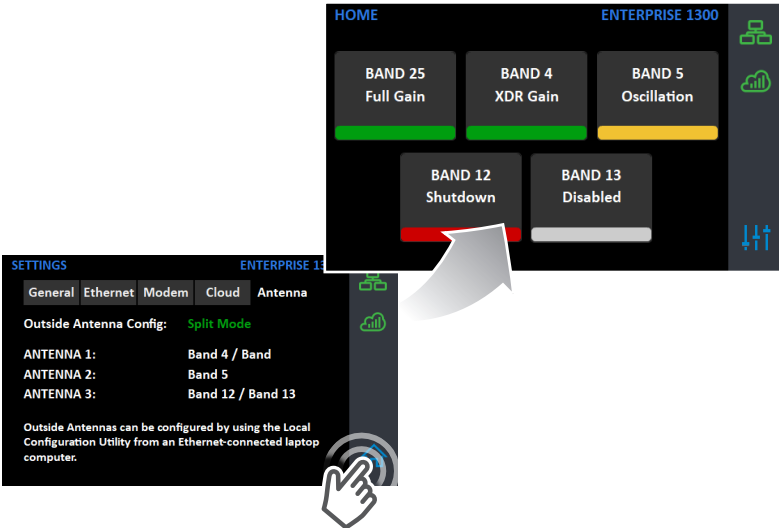 HOME ENTERPRISE 1300
BAND 25
Full Gain
BAND 4
XDR Gain
BAND 5
Oscillation
BAND 12
Shutdown
BAND 13
Disabled
SETTINGS ENTERPRISE 13
General Ethernet Modem Cloud Antenna
Outside Antenna Config: Split Mode
ANTENNA 1: Band 4 / Band
ANTENNA 2: Band 5
ANTENNA 3: Band 12 / Band 13
Outside Antennas can be configured by using the Local
Configuration Utility from an Ethernet-connected laptop
computer.